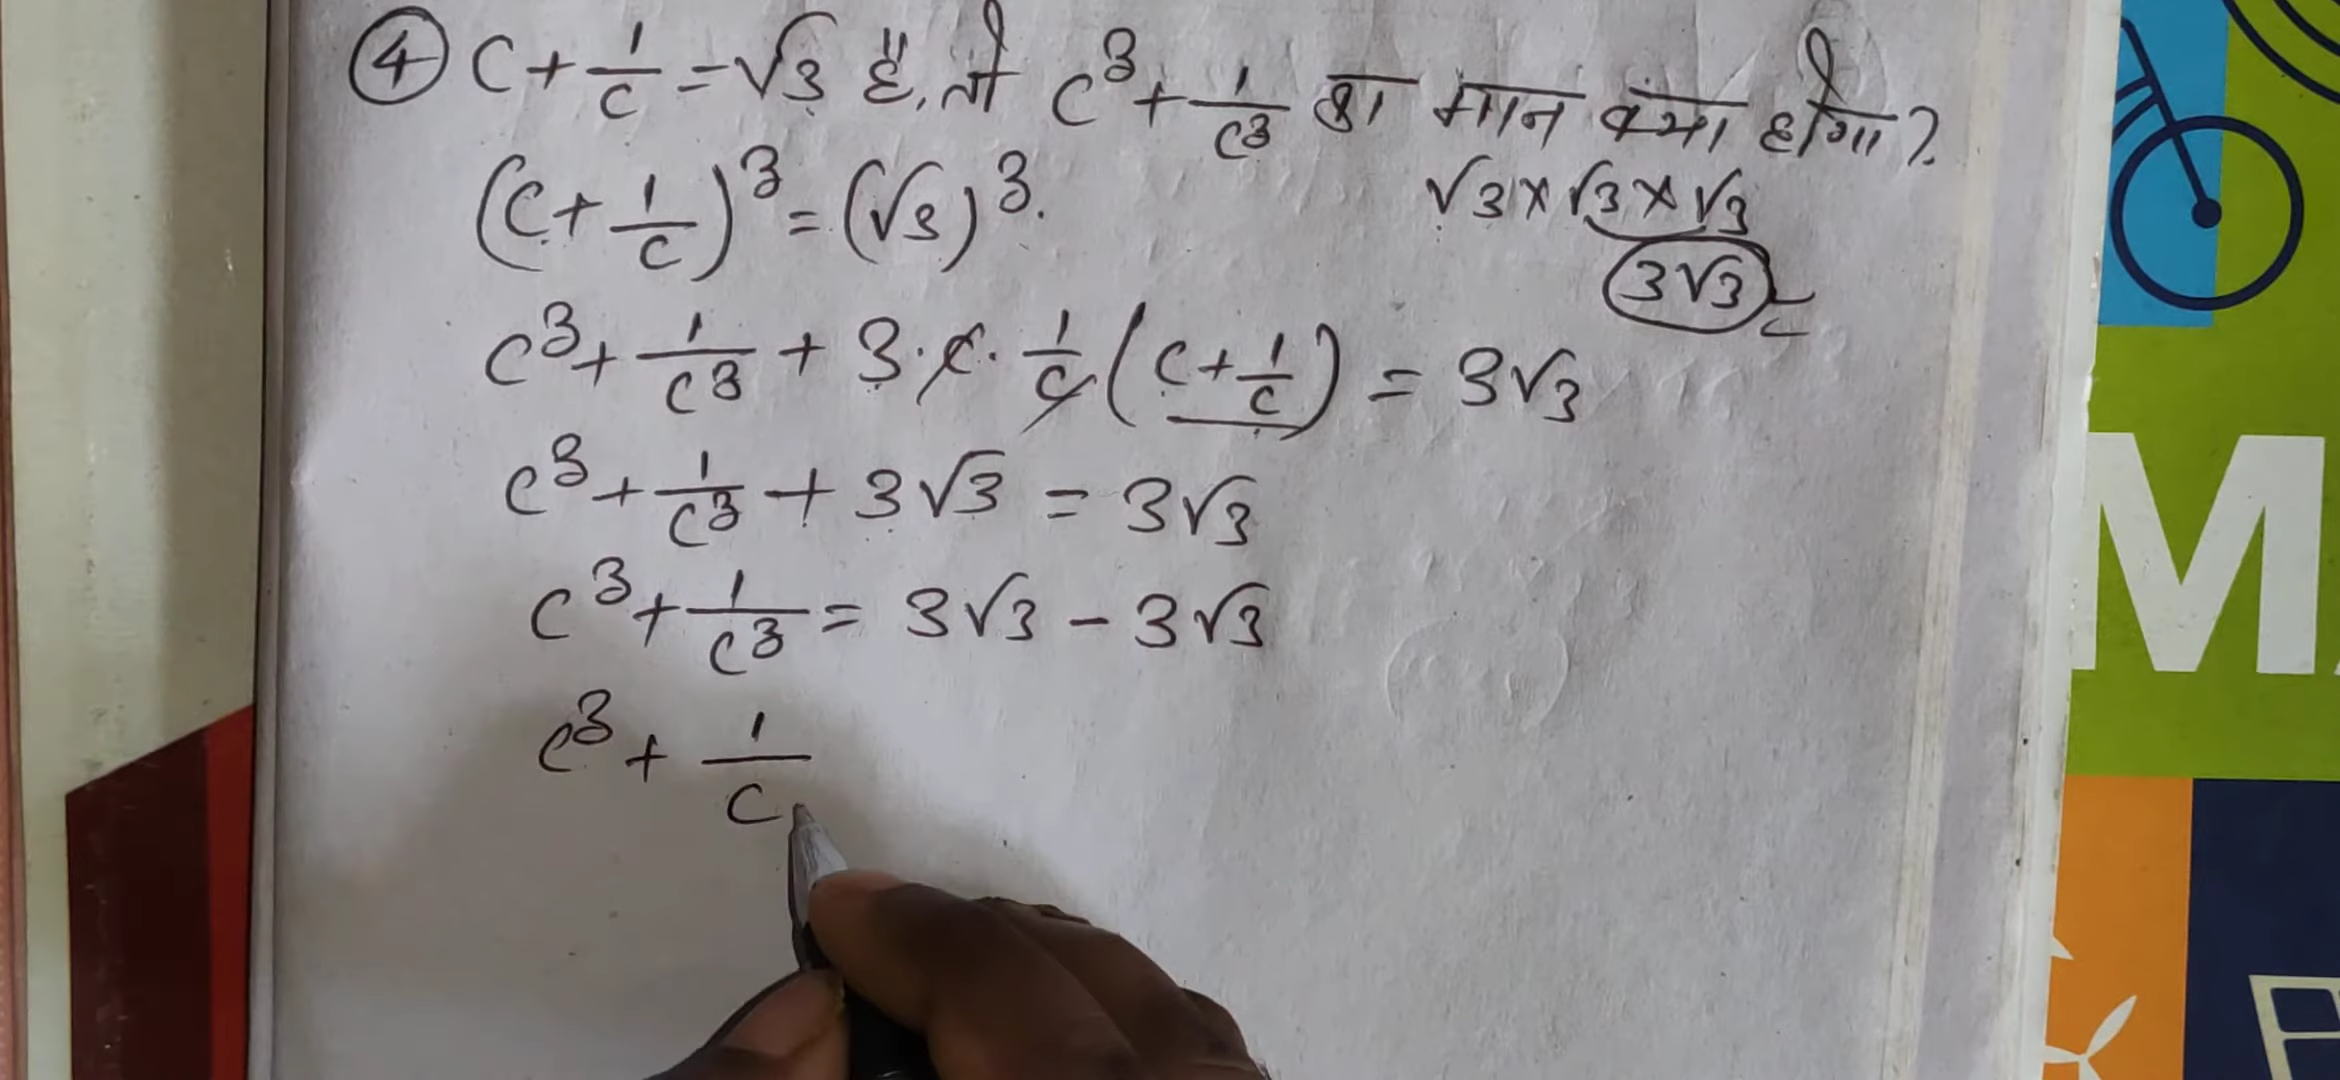 ④ C + 1/C = √3 है, तो C³ + 1/C³ का मान क्या होगा?
(C + 1/C)³ = (√3)³.
√3 × √3 × √3
3√3
C³ + 1/C³ + 3·C·1/C (C + 1/C) = 3√3
C³ + 1/C³ + 3√3 = 3√3
C³ + 1/C³ = 3√3 - 3√3
C³ + 1/C
M